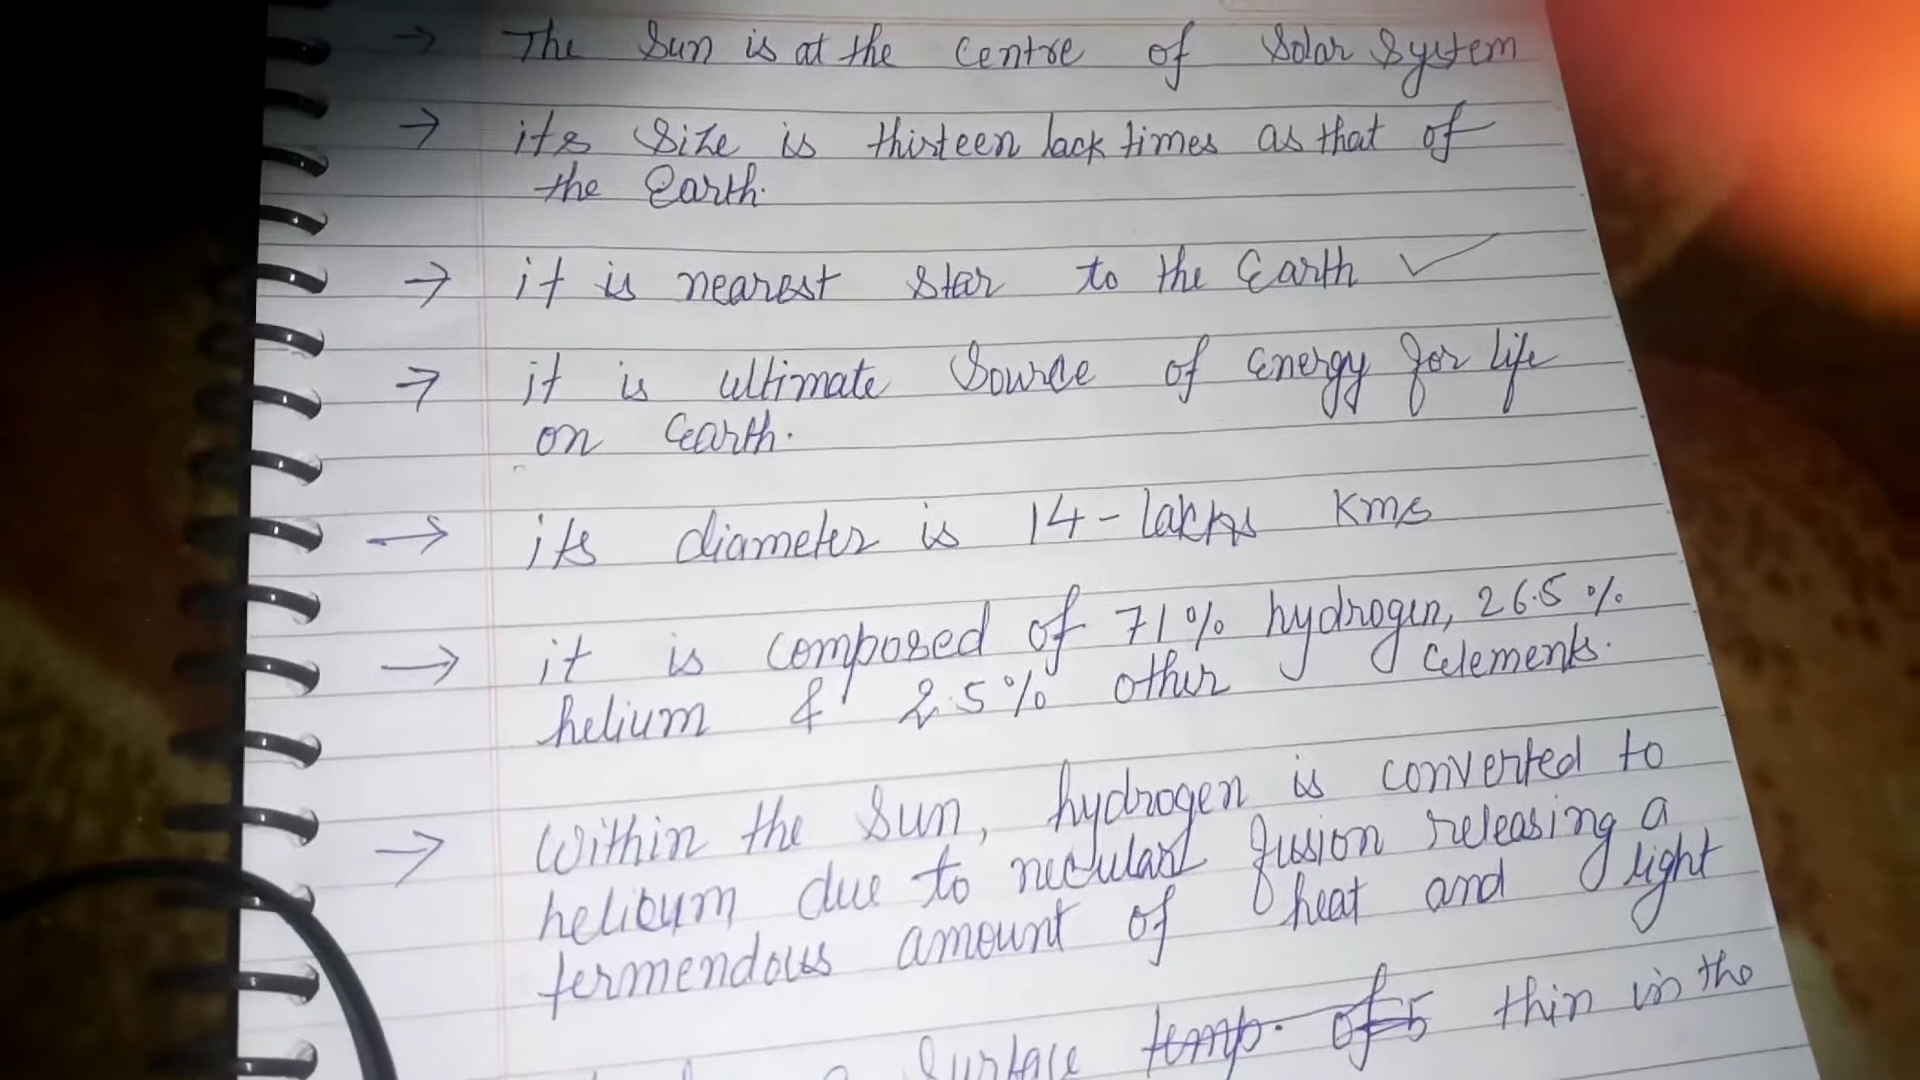 → The Sun is at the Centre of Solar System
→ its Size is thirteen lack times as that of
the Earth.
→ it is nearest star to the Earth ✓
→ it is ultimate Source of Energy for life
on Earth.
→ its diameter is 14-lakhs Kms
→ it is composed of 71% hydrogen, 26.5%
helium & 2.5% other elements.
→ Within the Sun, hydrogen is converted to
helium due to fusion releasing a
termendous amount of heat and light
Surface temp. of 5 thin in the